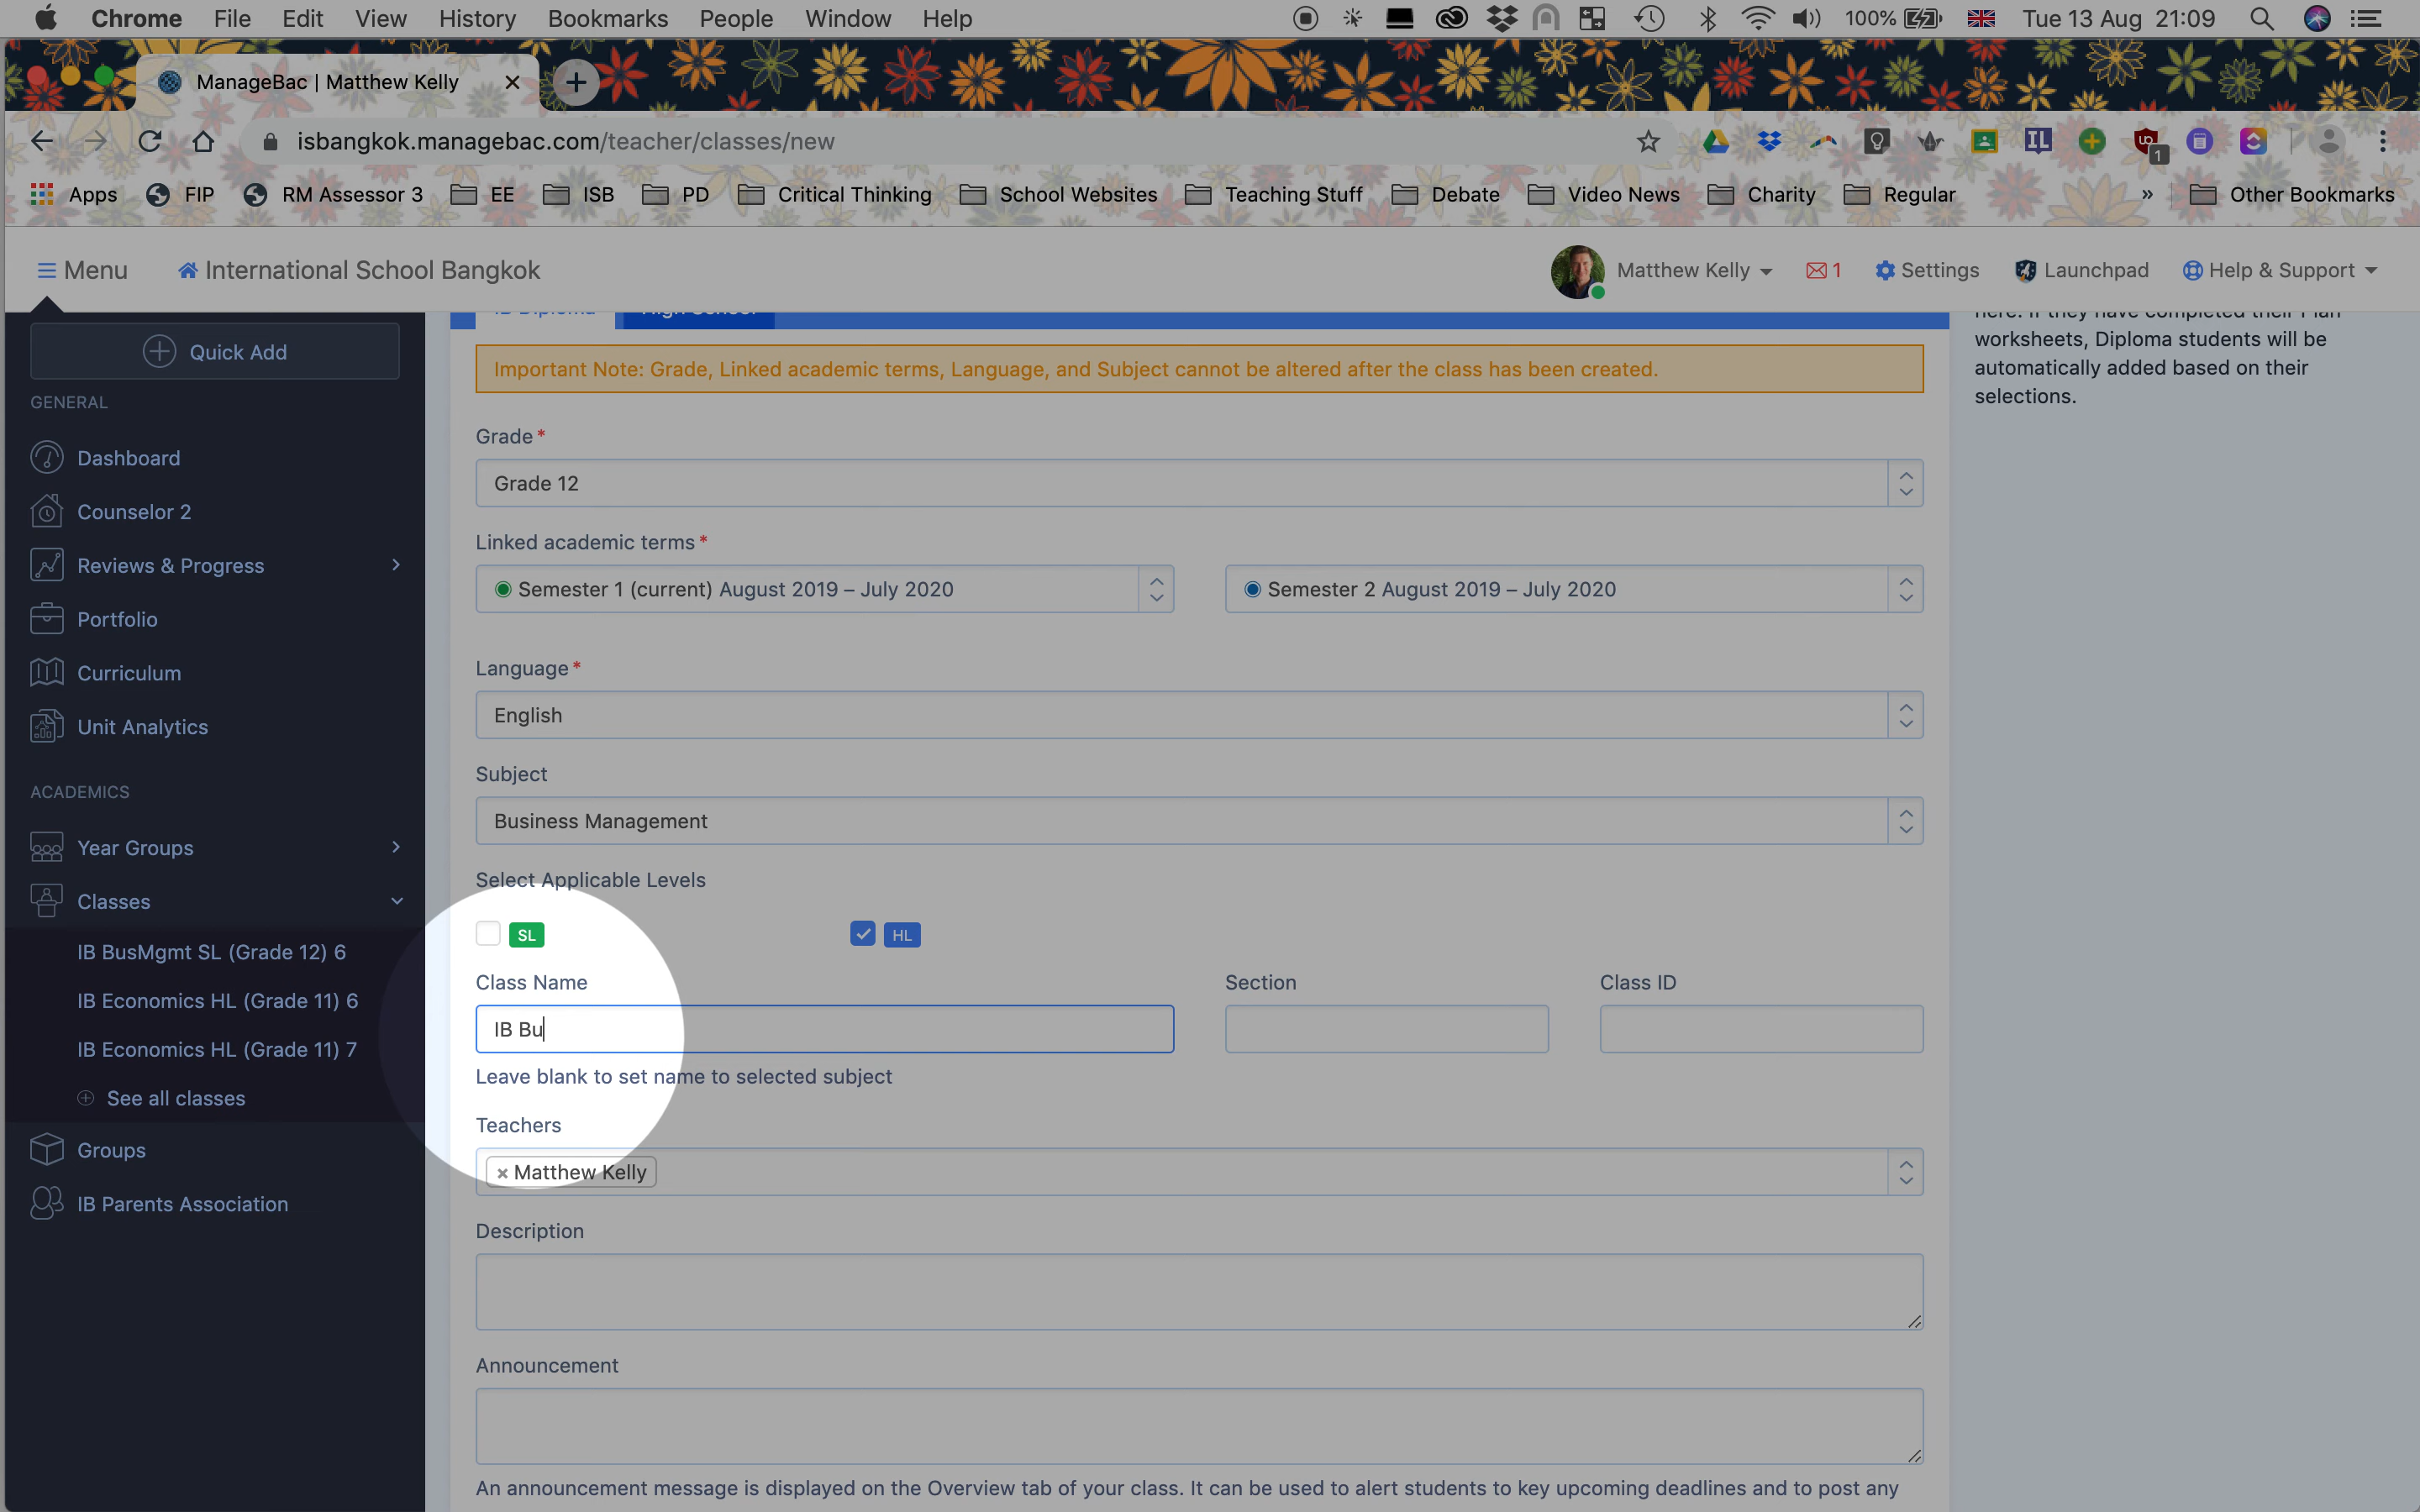 Chrome File Edit View History Bookmarks People Window Help 100% Tue 13 Aug 21:09
ManageBac | Matthew Kelly
isbangkok.managebac.com/teacher/classes/new
Apps FIP RM Assessor 3 EE ISB PD Critical Thinking School Websites Teaching Stuff Debate Video News Charity Regular » Other Bookmarks
Menu International School Bangkok Matthew Kelly 1 Settings Launchpad Help & Support
Quick Add
GENERAL
Dashboard
Counselor 2
Reviews & Progress
Portfolio
Curriculum
Unit Analytics
ACADEMICS
Year Groups
Classes
IB BusMgmt SL (Grade 12) 6
IB Economics HL (Grade 11) 6
IB Economics HL (Grade 11) 7
See all classes
Groups
IB Parents Association
IB Diploma High School
Important Note: Grade, Linked academic terms, Language, and Subject cannot be altered after the class has been created.
Grade *
Grade 12
Linked academic terms *
Semester 1 (current) August 2019 – July 2020
Semester 2 August 2019 – July 2020
Language *
English
Subject
Business Management
Select Applicable Levels
SL HL
Class Name Section Class ID
IB Bu
Leave blank to set name to selected subject
Teachers
× Matthew Kelly
Description
Announcement
An announcement message is displayed on the Overview tab of your class. It can be used to alert students to key upcoming deadlines and to post any
here. If they have completed their Plan
worksheets, Diploma students will be
automatically added based on their
selections.